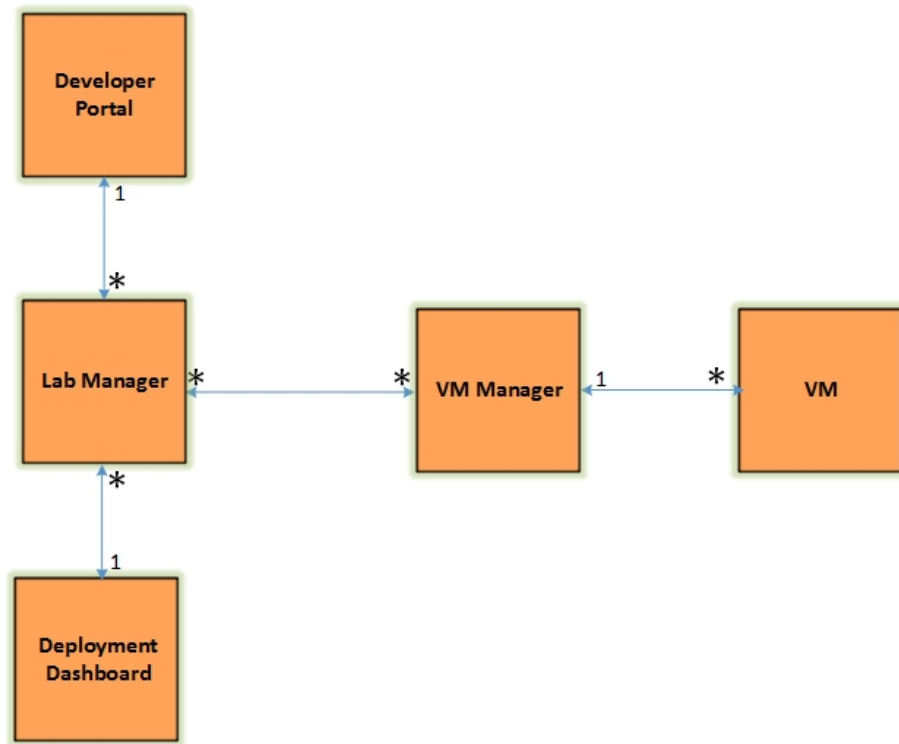 Developer
Portal
1
*
Lab Manager
*
*
VM Manager
1
*
VM
*
1
Deployment
Dashboard